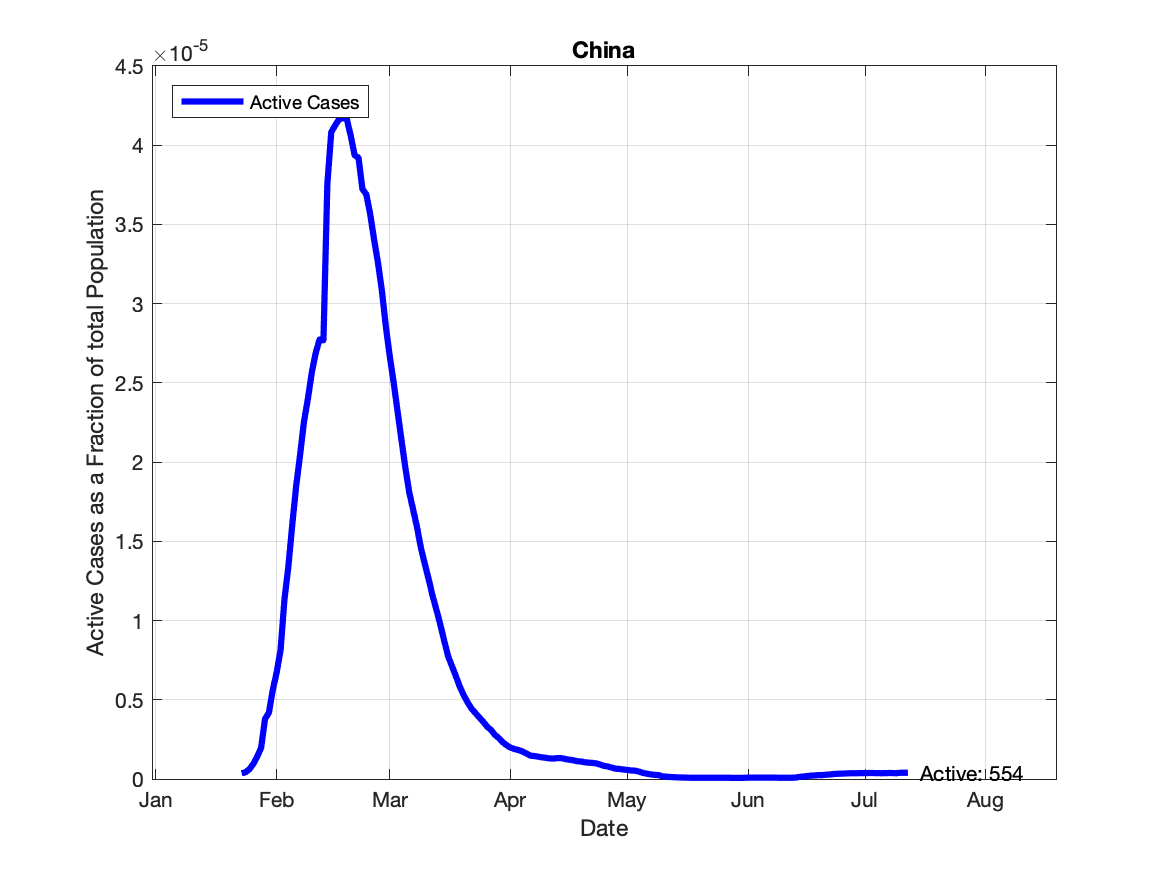 China
×10-5
4.5
4
3.5
3
2.5
2
1.5
1
0.5
0
Active Cases as a Fraction of total Population
Active Cases
Active: 554
Jan Feb Mar Apr May Jun Jul Aug
Date